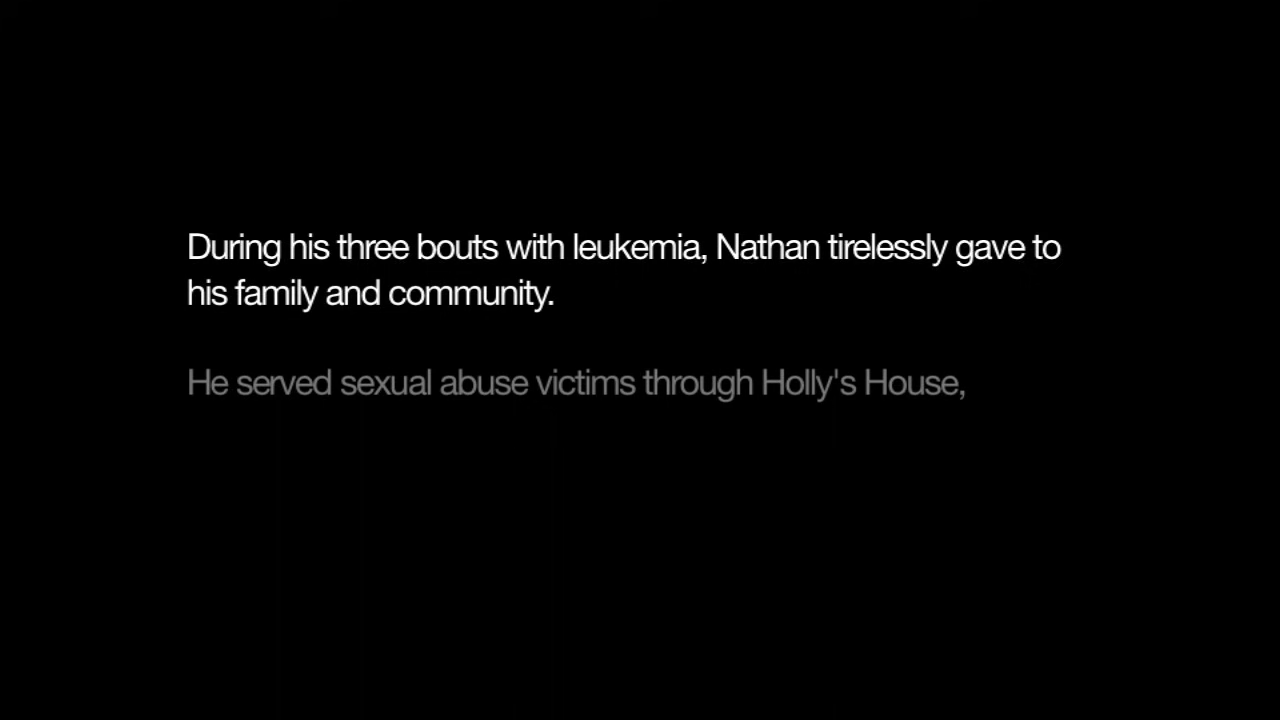 During his three bouts with leukemia, Nathan tirelessly gave to
his family and community.
He served sexual abuse victims through Holly's House,